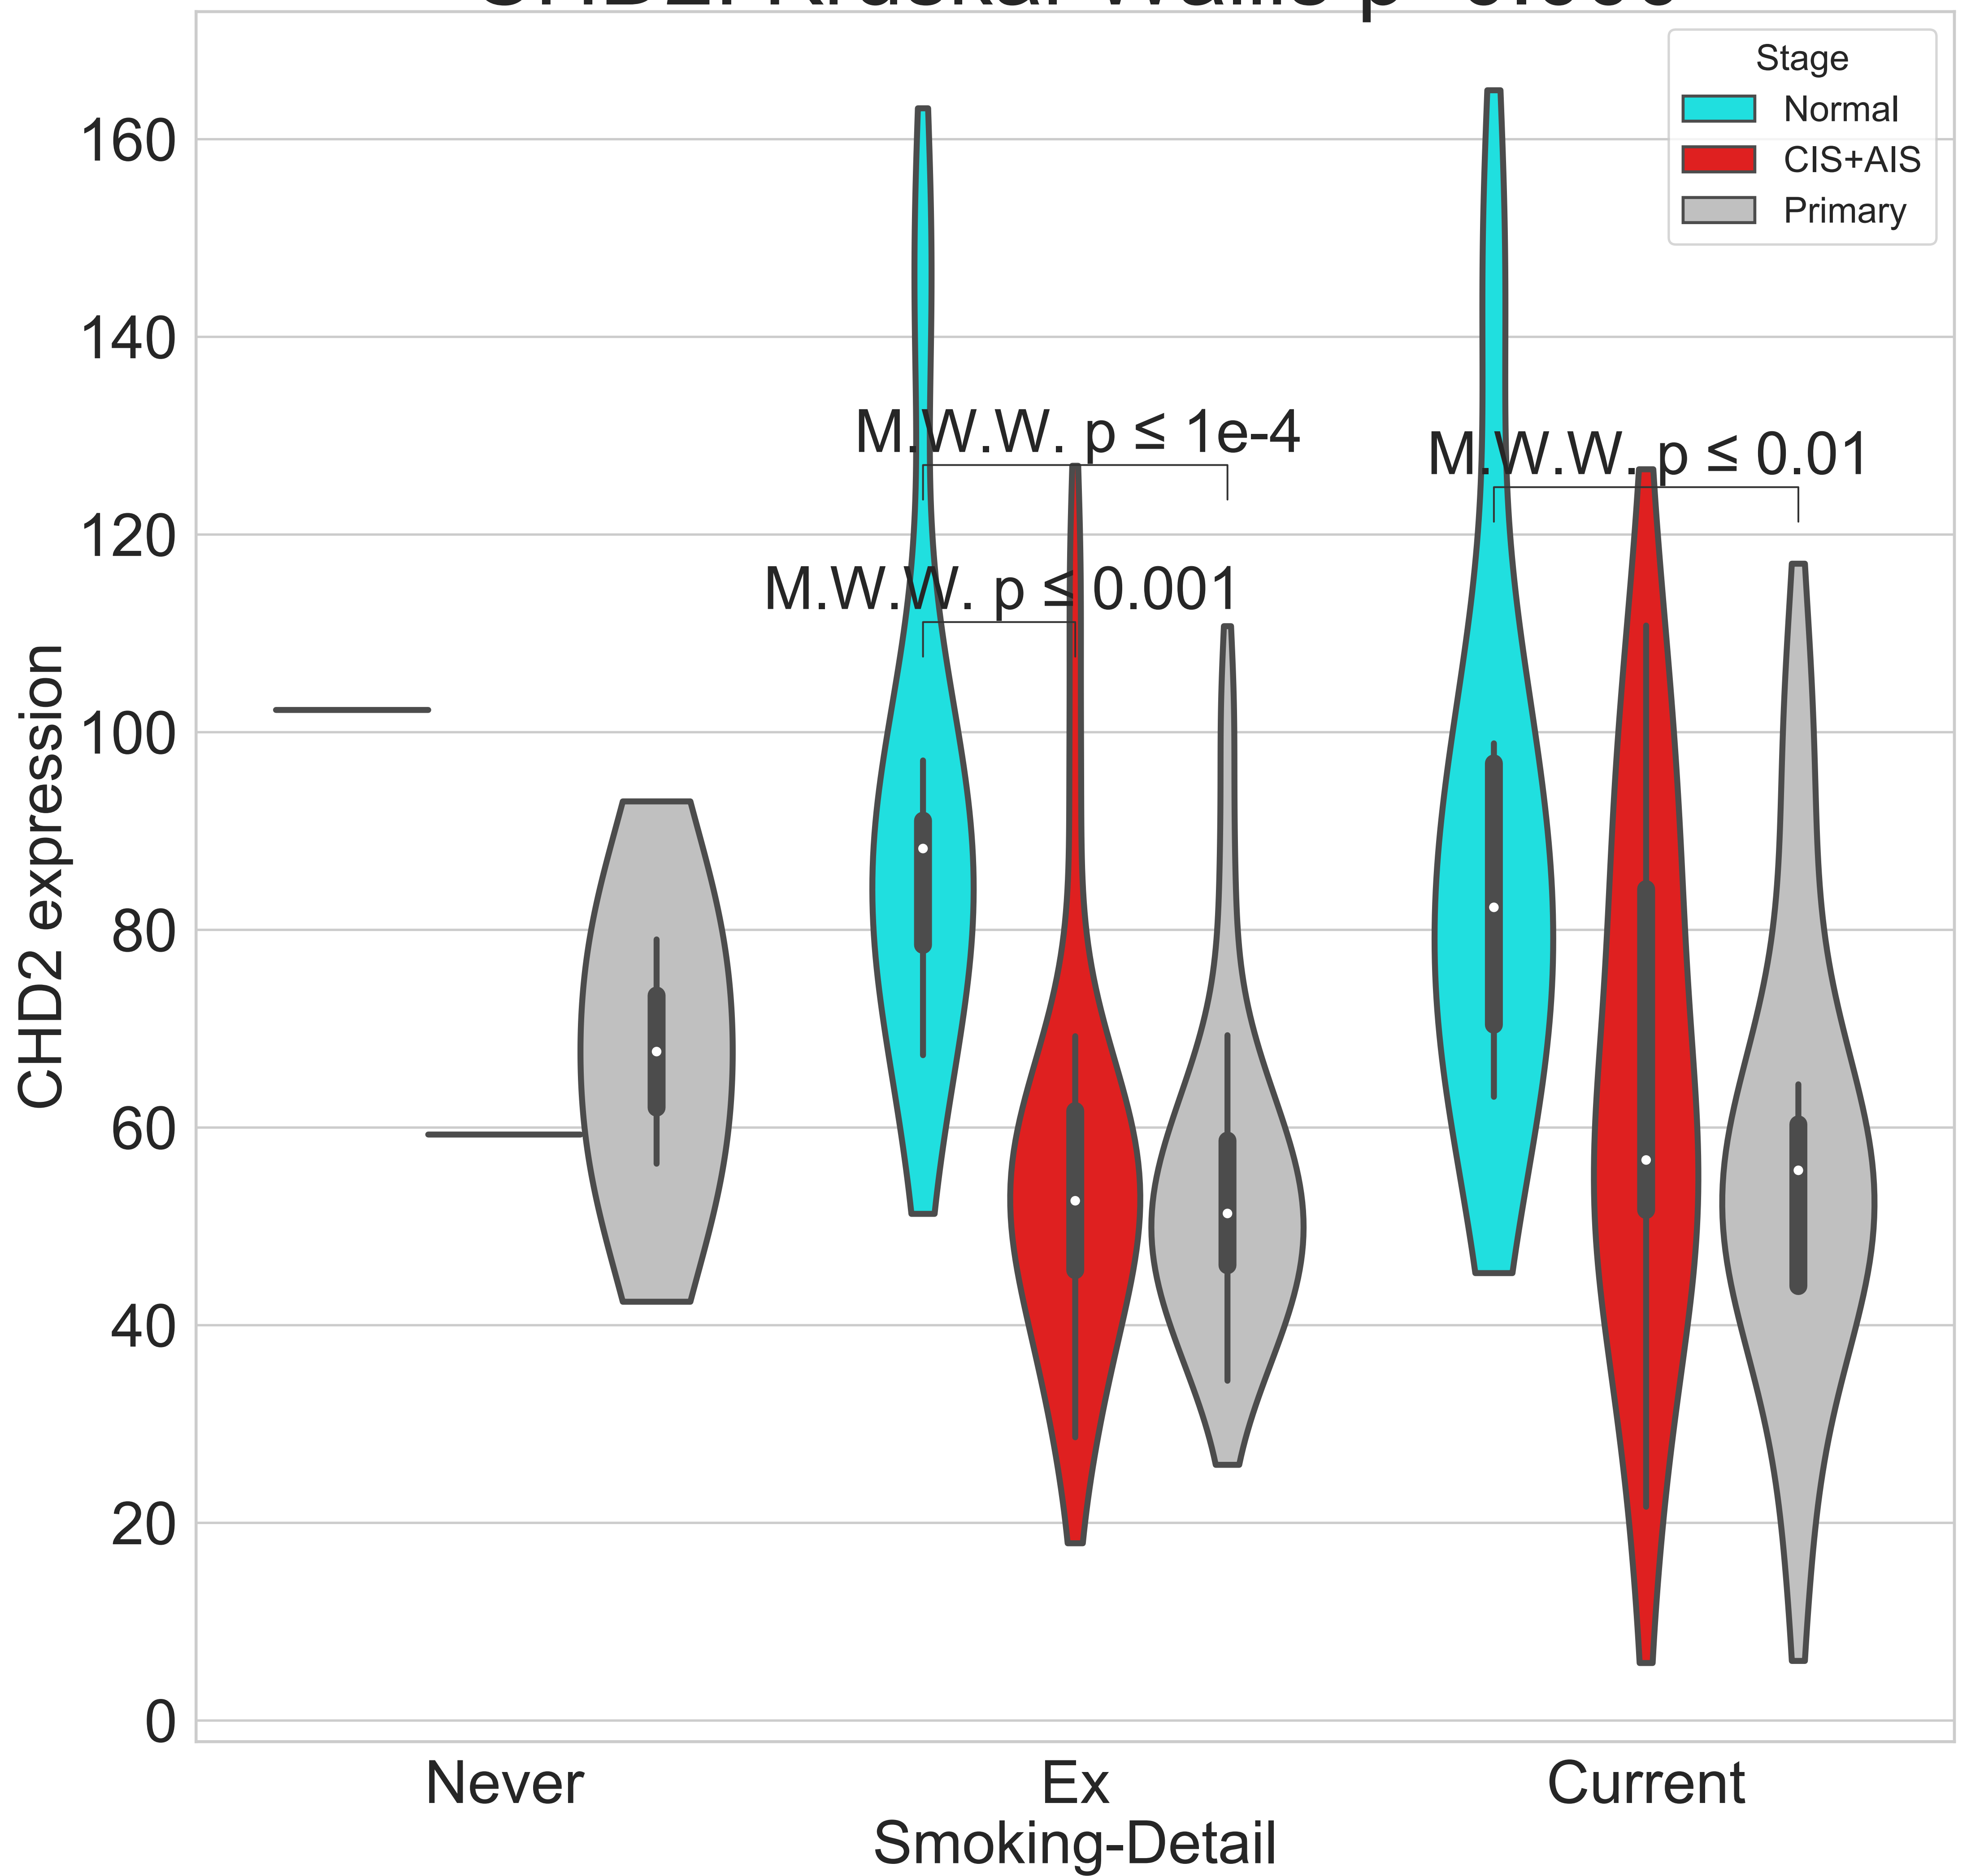 Stage
Normal
CIS+AIS
Primary
160
140
120
100
80
60
40
20
0
CHD2 expression
M.W.W. p ≤ 1e-4
M.W.W. p ≤ 0.01
M.W.W. p ≤ 0.001
Never
Ex
Current
Smoking-Detail